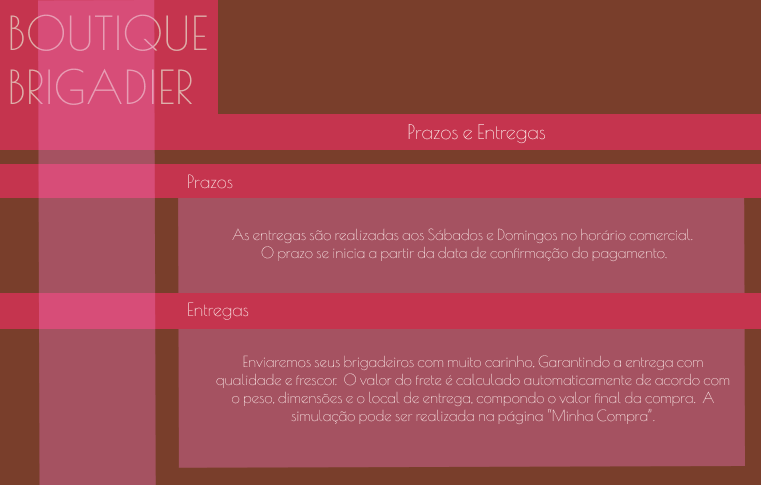 BOUTIQUE
BRIGADIER
Prazos e Entregas
Prazos
As entregas são realizadas aos Sábados e Domingos no horário comercial.
O prazo se inicia a partir da data de confirmação do pagamento.
Entregas
Enviaremos seus brigadeiros com muito carinho, Garantindo a entrega com
qualidade e frescor. O valor do frete é calculado automaticamente de acordo com
o peso, dimensões e o local de entrega, compondo o valor final da compra. A
simulação pode ser realizada na página "Minha Compra".